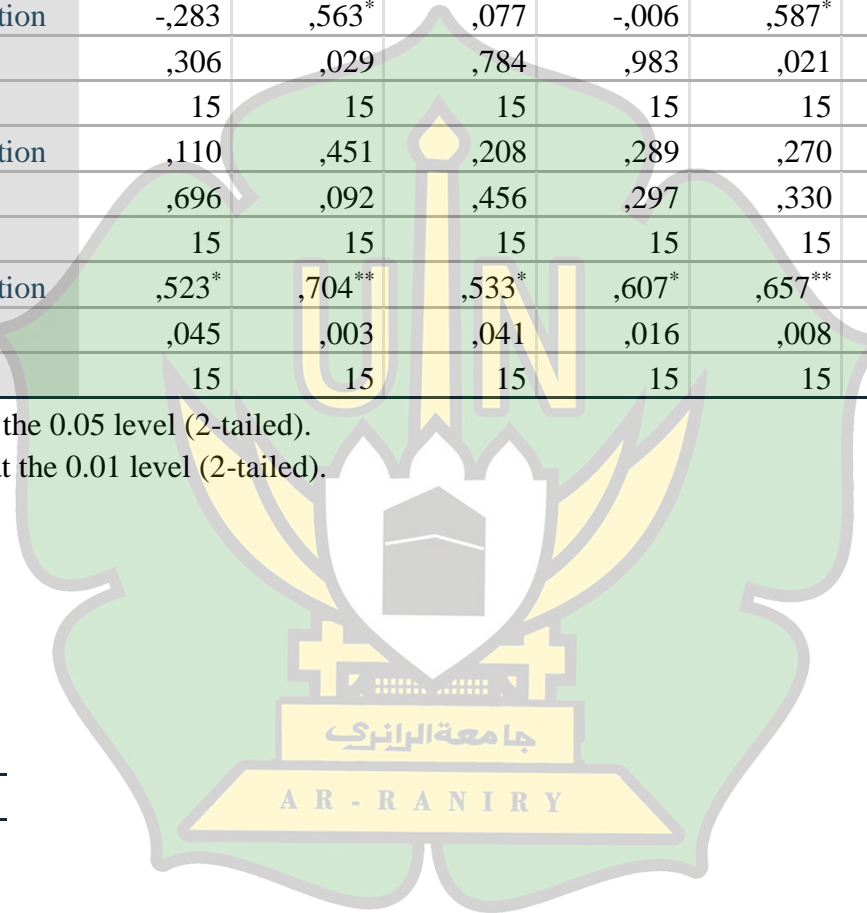 tion -,283 ,563* ,077 -,006 ,587*
,306 ,029 ,784 ,983 ,021
15 15 15 15 15
tion ,110 ,451 ,208 ,289 ,270
,696 ,092 ,456 ,297 ,330
15 15 15 15 15
tion ,523* ,704** ,533* ,607* ,657**
,045 ,003 ,041 ,016 ,008
15 15 15 15 15
the 0.05 level (2-tailed).
t the 0.01 level (2-tailed).
UIN
جامعةالرانري
AR-RANIRY